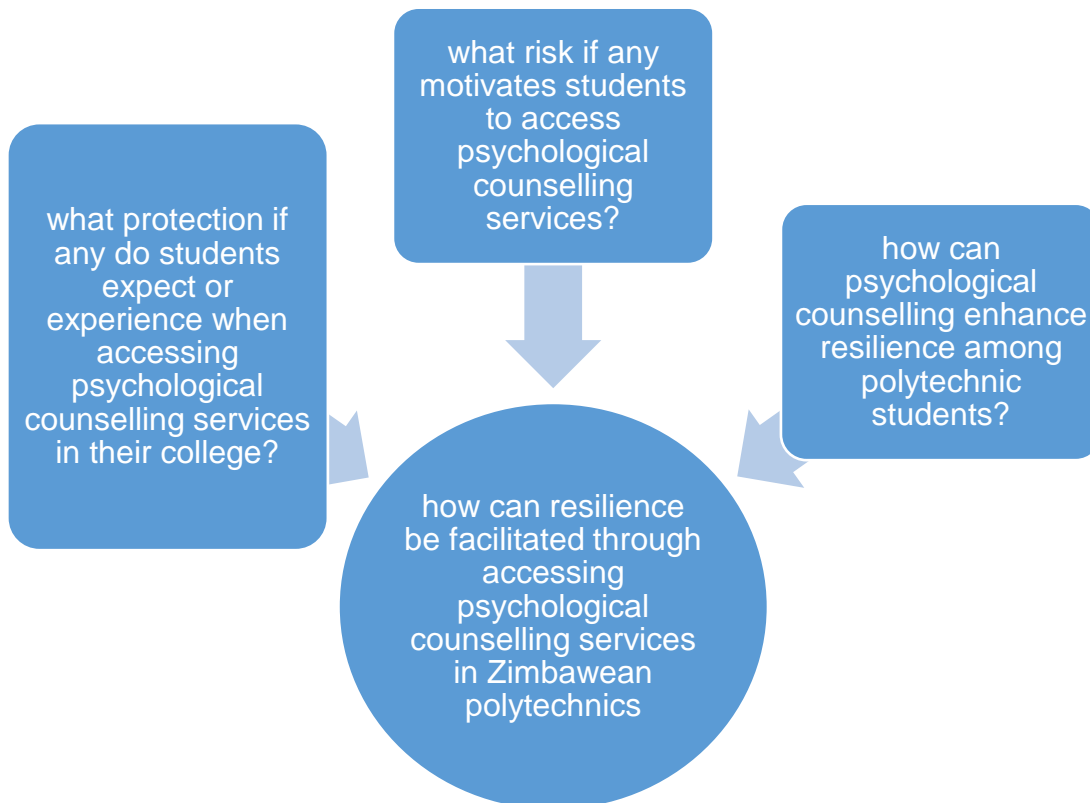 what protection if
any do students
expect or
experience when
accessing
psychological
counselling services
in their college?
what risk if any
motivates students
to access
psychological
counselling
services?
how can
psychological
counselling enhance
resilience among
polytechnic
students?
how can resilience
be facilitated through
accessing
psychological
counselling services
in Zimbawean
polytechnics